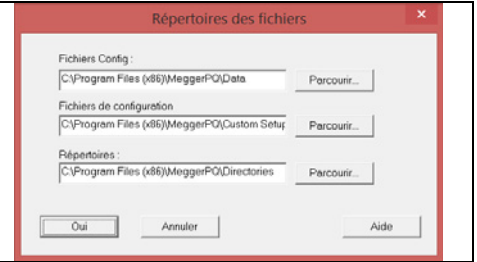 Répertoires des fichiers
×
Fichiers Config :
C:\Program Files (x86)\MeggerPQ\Data
Parcourir...
Fichiers de configuration
C:\Program Files (x86)\MeggerPQ\Custom Setup
Parcourir...
Répertoires :
C:\Program Files (x86)\MeggerPQ\Directories
Parcourir...
Oui
Annuler
Aide